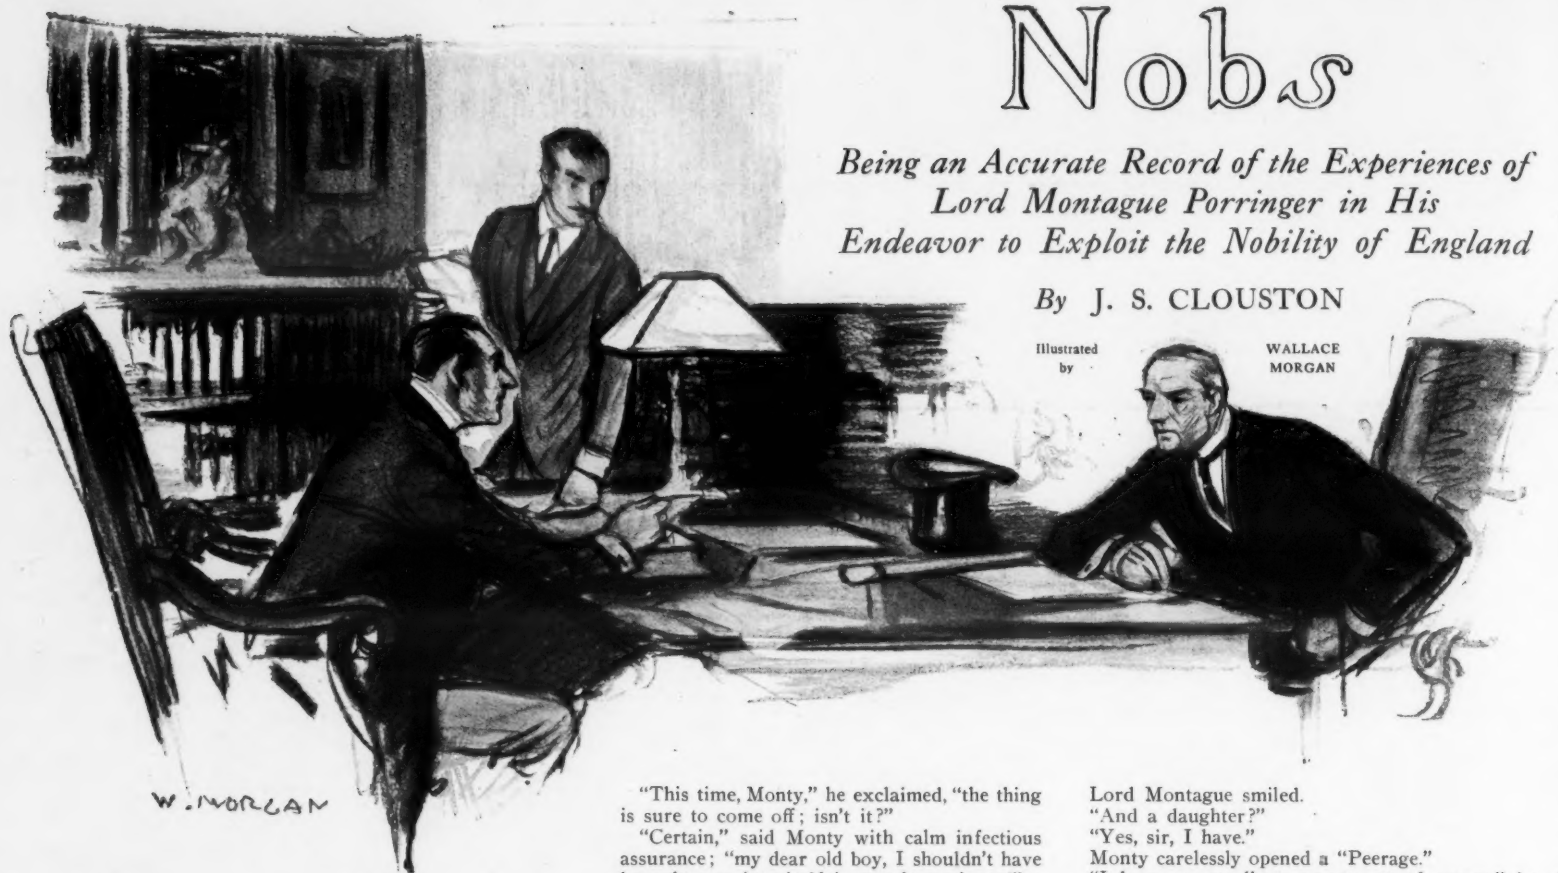 Nobs
Being an Accurate Record of the Experiences of
Lord Montague Porringer in His
Endeavor to Exploit the Nobility of England
By J. S. CLOUSTON
Illustrated
by
WALLACE
MORGAN
W. MORGAN
"This time, Monty," he exclaimed, "the thing
is sure to come off; isn't it?"
"Certain," said Monty with calm infectious
assurance; "my dear old boy, I shouldn't have
Lord Montague smiled.
"And a daughter?"
"Yes, sir, I have."
Monty carelessly opened a "Peerage."